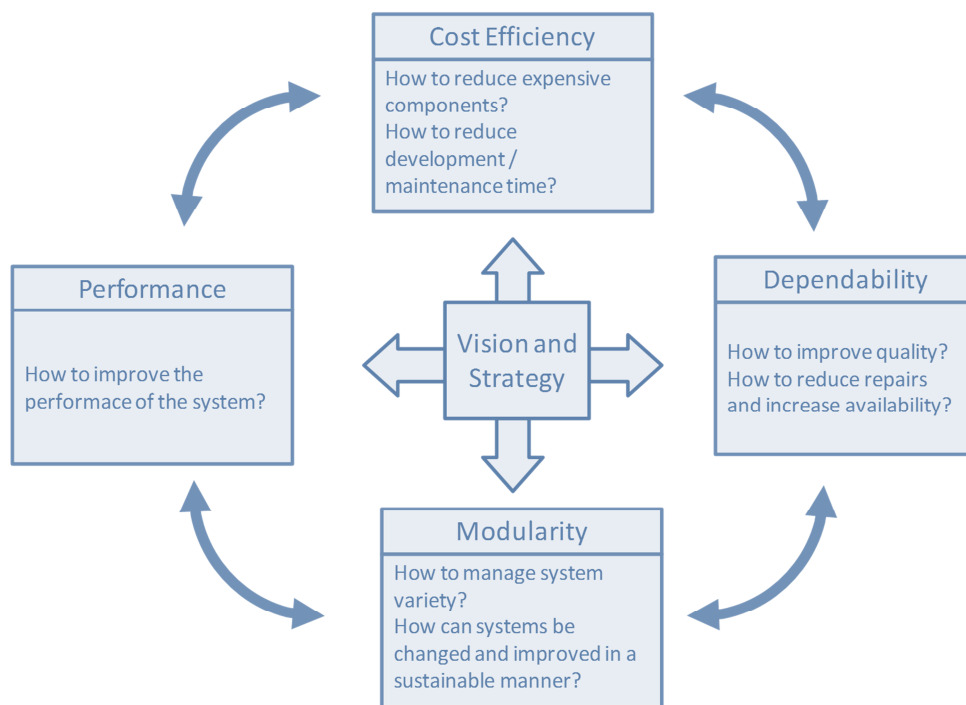 Cost Efficiency
How to reduce expensive
components?
How to reduce
development /
maintenance time?
Performance
How to improve the
performace of the system?
Vision and
Strategy
Dependability
How to improve quality?
How to reduce repairs
and increase availability?
Modularity
How to manage system
variety?
How can systems be
changed and improved in a
sustainable manner?